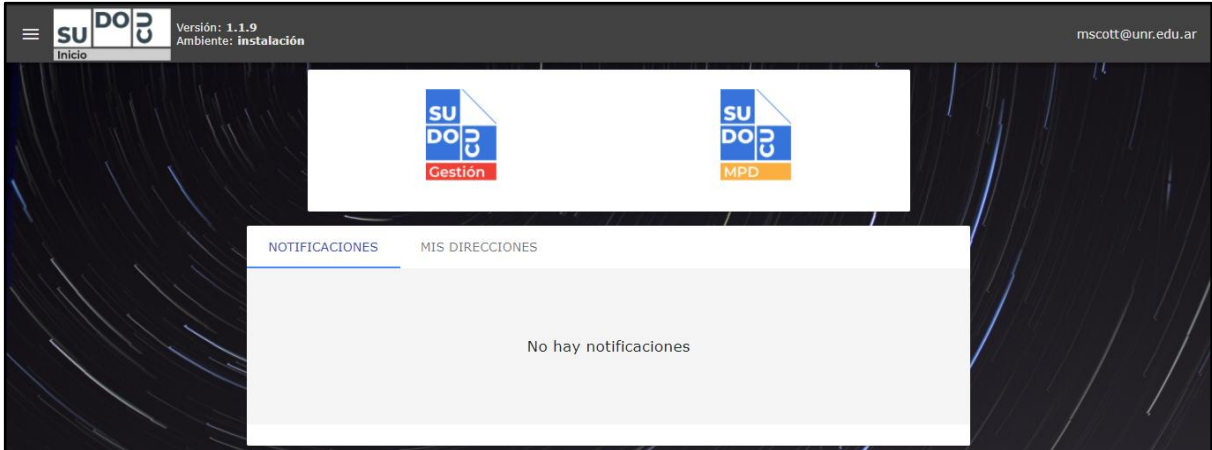 SU DO CU
Inicio
Versión: 1.1.9
Ambiente: instalación
mscott@unr.edu.ar
SU
DO CU
Gestión
SU
DO CU
MPD
NOTIFICACIONES MIS DIRECCIONES
No hay notificaciones